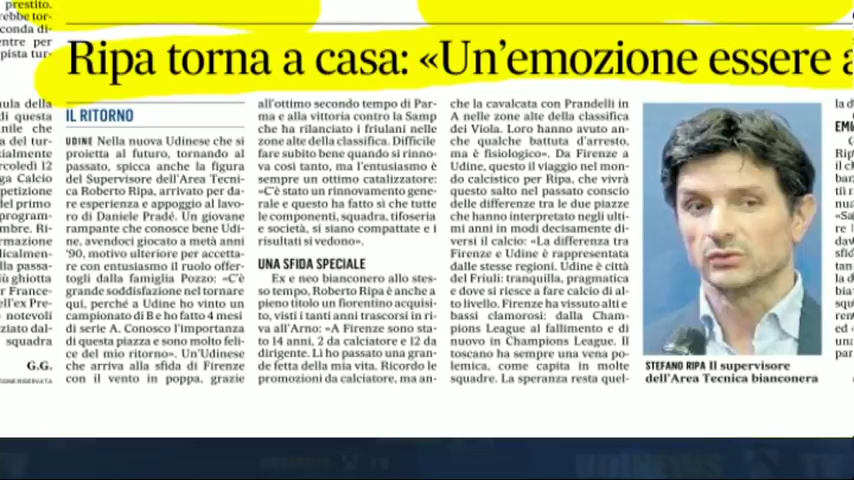 prestito.
Ripa torna a casa: «Un'emozione essere a
IL RITORNO
UDINE Nella nuova Udinese che si
proietta al futuro, tornando al
passato, spicca anche la figura
del Supervisore dell'Area Tecni-
ca Roberto Ripa, arrivato per da-
re esperienza e appoggio al lavo-
ro di Daniele Pradé. Un giovane
rampante che conosce bene Udi-
ne, avendoci giocato a metà anni
'90, motivo ulteriore per accetta-
re con entusiasmo il ruolo offer-
togli dalla famiglia Pozzo: «C'è
grande soddisfazione nel tornare
qui, perché a Udine ho vinto un
campionato di B e ho fatto 4 mesi
di serie A. Conosco l'importanza
di questa piazza e sono molto feli-
ce del mio ritorno». Un'Udinese
che arriva alla sfida di Firenze
con il vento in poppa, grazie
all'ottimo secondo tempo di Par-
ma e alla vittoria contro la Samp
che ha rilanciato i friulani nelle
zone alte della classifica. Difficile
fare subito bene quando si rinno-
va così tanto, ma l'entusiasmo è
sempre un ottimo catalizzatore:
«C'è stato un rinnovamento gene-
rale e questo ha fatto sì che tutte
le componenti, squadra, tifoseria
e società, si siano compattate e i
risultati si vedono».
UNA SFIDA SPECIALE
Ex e neo bianconero allo stes-
so tempo, Roberto Ripa è anche a
pieno titolo un fiorentino acquisi-
to, visti i tanti anni trascorsi in ri-
va all'Arno: «A Firenze sono sta-
to 14 anni, 2 da calciatore e 12 da
dirigente. Lì ho passato una gran-
de fetta della mia vita. Ricordo le
promozioni da calciatore, ma an-
che la cavalcata con Prandelli in
A nelle zone alte della classifica
dei Viola. Loro hanno avuto an-
che qualche battuta d'arresto,
ma è fisiologico». Da Firenze a
Udine, questo il viaggio nel mon-
do calcistico per Ripa, che vivrà
questo salto nel passato conscio
delle differenze tra le due piazze
che hanno interpretato negli ulti-
mi anni in modi decisamente di-
versi il calcio: «La differenza tra
Firenze e Udine è rappresentata
dalle stesse regioni. Udine è città
del Friuli: tranquilla, pragmatica
e dove si riesce a fare calcio di al-
to livello. Firenze ha vissuto alti e
bassi clamorosi: dalla Cham-
pions League al fallimento e di
nuovo in Champions League. Il
toscano ha sempre una vena po-
lemica, come capita in molte
squadre. La speranza resta quel-
STEFANO RIPA Il supervisore
dell'Area Tecnica bianconera
G.G.